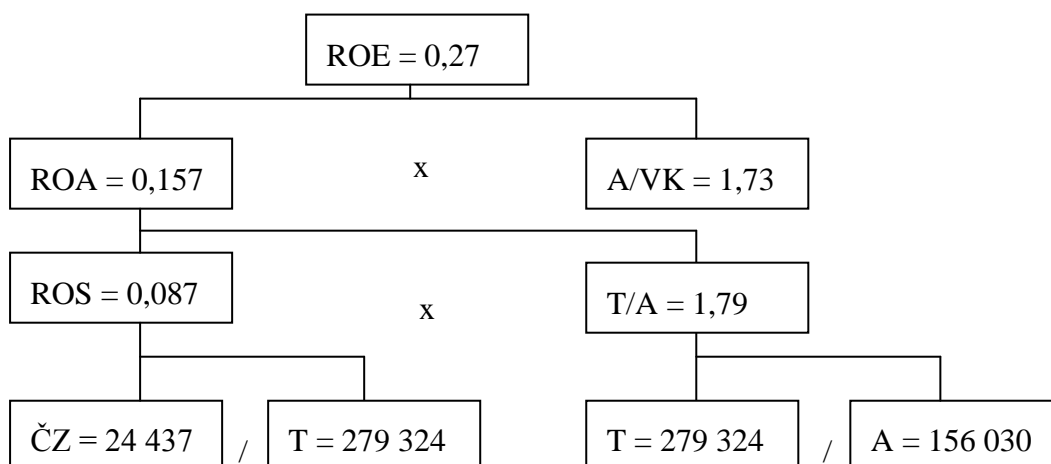 ROE = 0,27
ROA = 0,157
x
A/VK = 1,73
ROS = 0,087
x
T/A = 1,79
ČZ = 24 437 / T = 279 324
T = 279 324 / A = 156 030